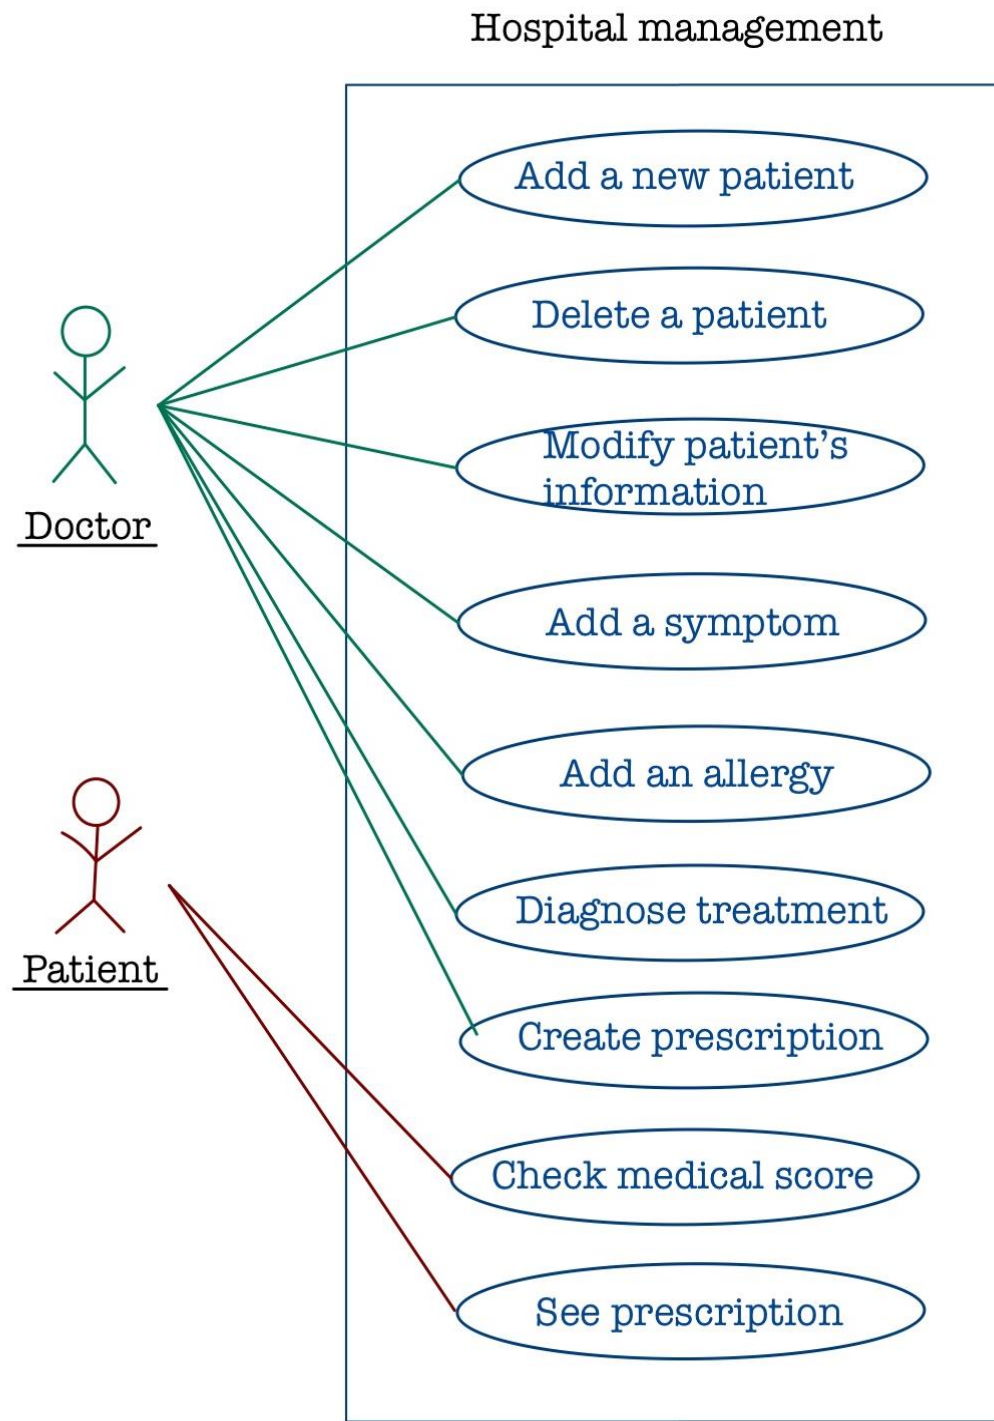 Hospital management
Add a new patient
Delete a patient
Modify patient’s
information
Doctor
Add a symptom
Add an allergy
Diagnose treatment
Patient
Create prescription
Check medical score
See prescription